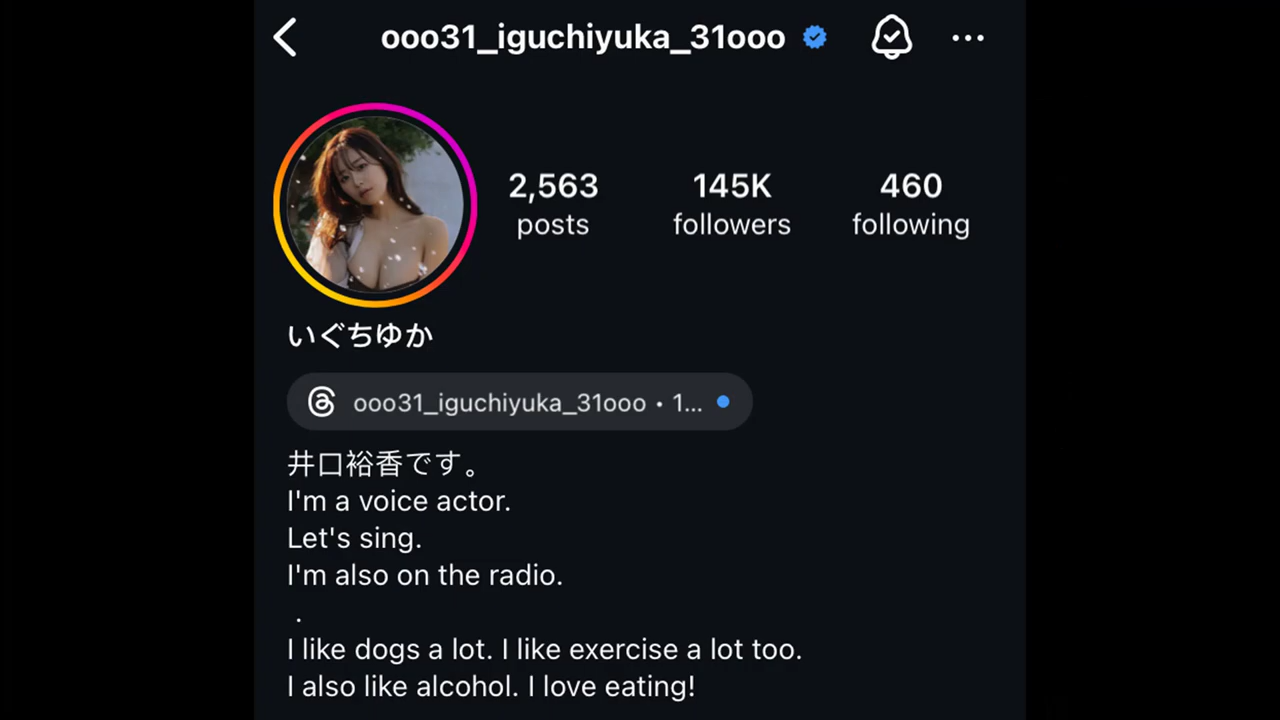 ooo31_iguchiyuka_31ooo
2,563 145K 460
posts followers following
いぐちゆか
ooo31_iguchiyuka_31ooo • 1...
井口裕香です。
I'm a voice actor.
Let's sing.
I'm also on the radio.
.
I like dogs a lot. I like exercise a lot too.
I also like alcohol. I love eating!